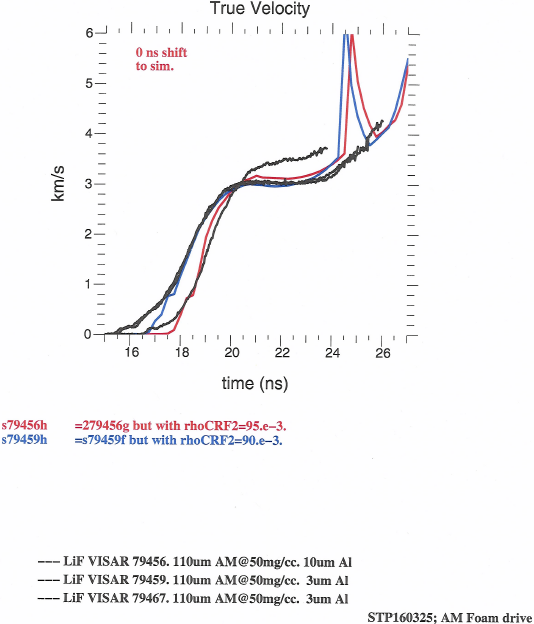 True Velocity
0 ns shift
to sim.
6
5
4
3
2
1
0
km/s
16 18 20 22 24 26
time (ns)
s79456h =279456g but with rhoCRF2=95.e-3.
s79459h =s79459f but with rhoCRF2=90.e-3.
--- LiF VISAR 79456. 110um AM@50mg/cc. 10um Al
--- LiF VISAR 79459. 110um AM@50mg/cc. 3um Al
--- LiF VISAR 79467. 110um AM@50mg/cc. 3um Al
STP160325; AM Foam drive